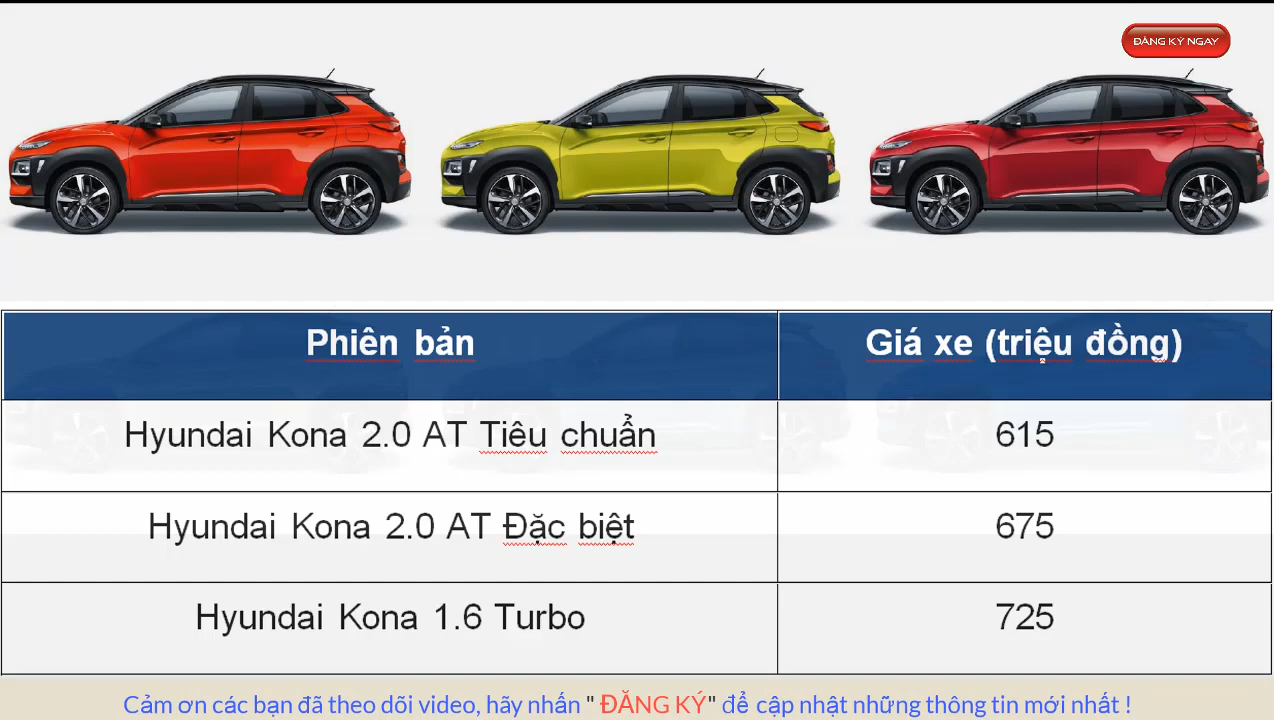 ĐĂNG KÝ NGAY
Phiên bản Giá xe (triệu đồng)
Hyundai Kona 2.0 AT Tiêu chuẩn 615
Hyundai Kona 2.0 AT Đặc biệt 675
Hyundai Kona 1.6 Turbo 725
Cảm ơn các bạn đã theo dõi video, hãy nhấn " ĐĂNG KÝ" để cập nhật những thông tin mới nhất !